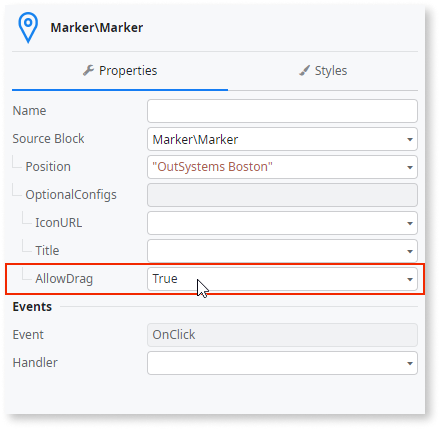 Marker\Marker
Properties
Styles
Name
Source Block Marker\Marker
Position "OutSystems Boston"
OptionalConfigs
IconURL
Title
AllowDrag True
Events
Event OnClick
Handler